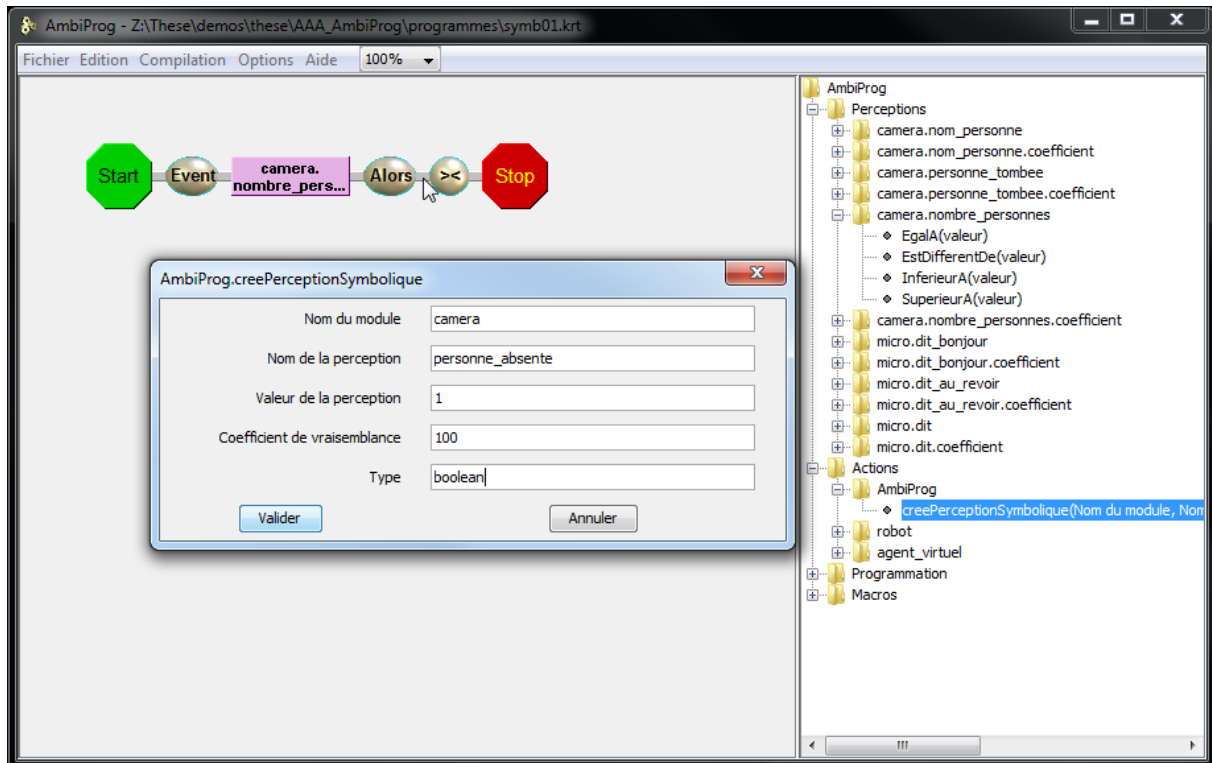 AmbiProg - Z:\These\demos\these\AAA_AmbiProg\programmes\symb01.krt
Fichier Edition Compilation Options Aide 100%
Start Event camera. nombre_pers... Alors >< Stop
AmbiProg.creePerceptionSymbolique
Nom du module camera
Nom de la perception personne_absente
Valeur de la perception 1
Coefficient de vraisemblance 100
Type boolean
Valider Annuler
AmbiProg
Perceptions
camera.nom_personne
camera.nom_personne.coefficient
camera.personne_tombee
camera.personne_tombee.coefficient
camera.nombre_personnes
EgalA(valeur)
EstDifferentDe(valeur)
InferieurA(valeur)
SuperieurA(valeur)
camera.nombre_personnes.coefficient
micro.dit_bonjour
micro.dit_bonjour.coefficient
micro.dit_au_revoir
micro.dit_au_revoir.coefficient
micro.dit
micro.dit.coefficient
Actions
AmbiProg
creePerceptionSymbolique(Nom du module, Nom
robot
agent_virtuel
Programmation
Macros